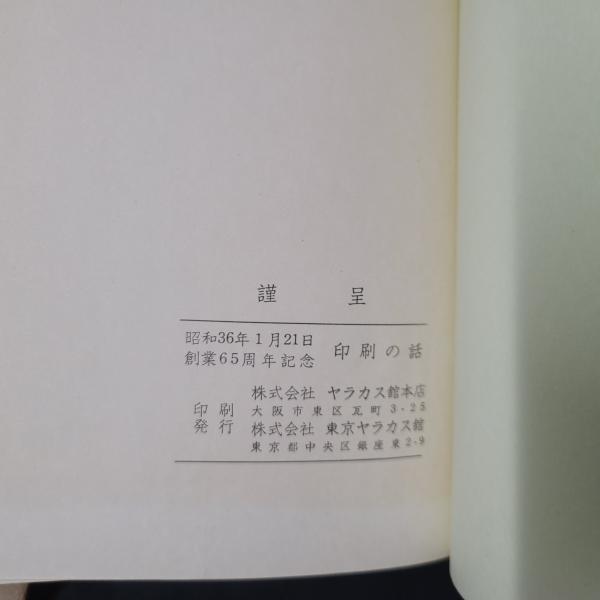 謹呈
昭和36年1月21日
創業65周年記念
印刷の話
印刷
発行
株式会社 ヤラカス館本店
大阪市東区瓦町3-25
株式会社 東京ヤラカス館
東京都中央区銀座東2-9